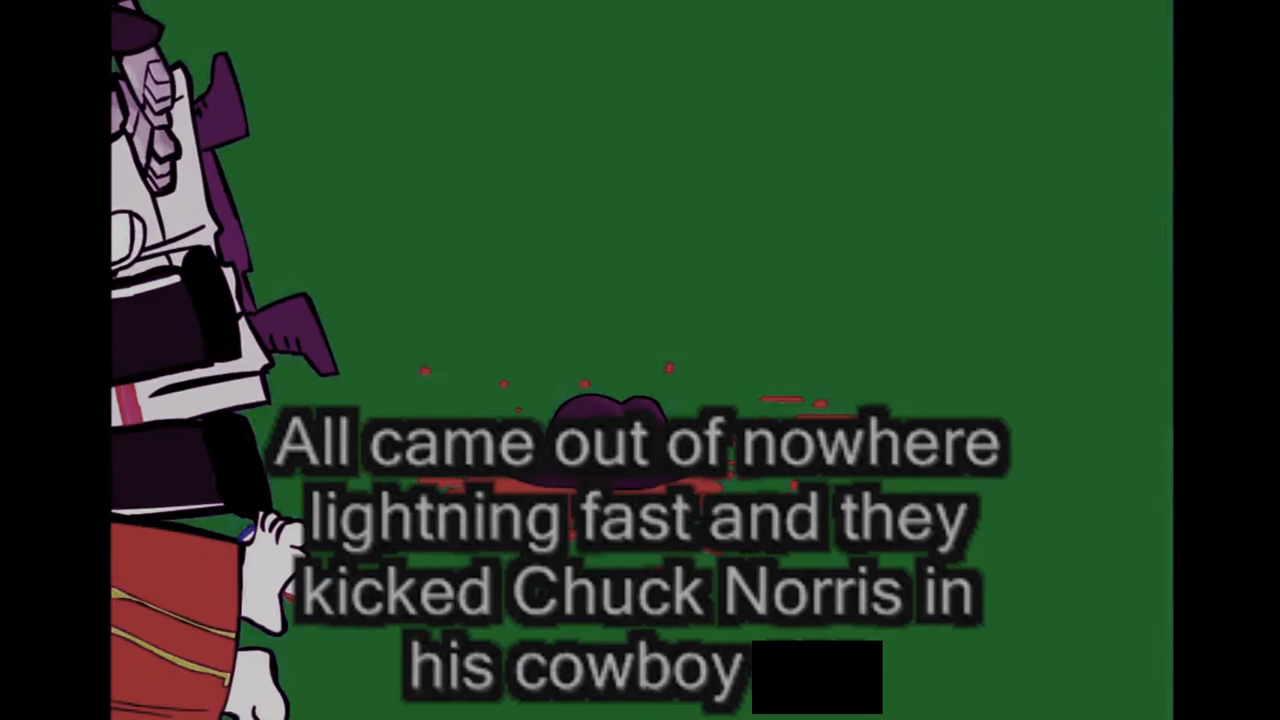 All came out of nowhere
lightning fast and they
kicked Chuck Norris in
his cowboy